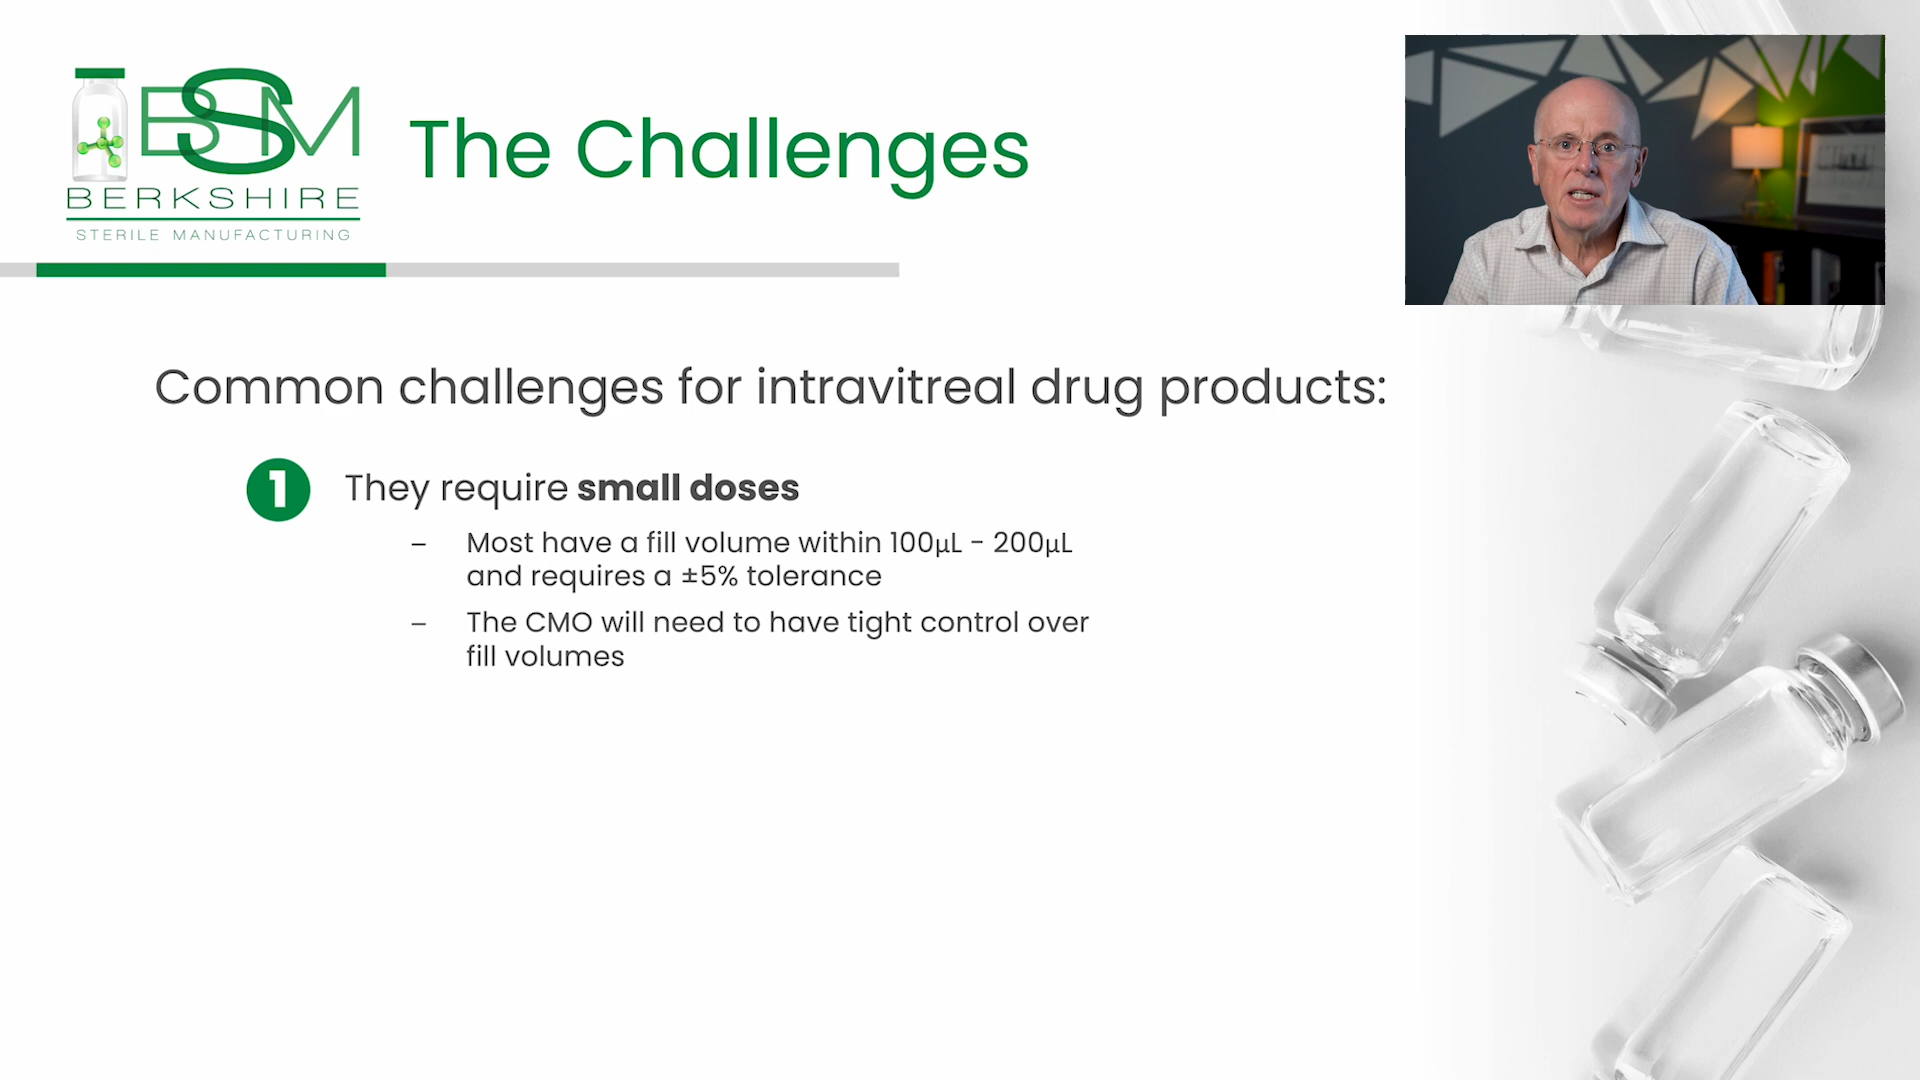 BSM
BERKSHIRE
STERILE MANUFACTURING
The Challenges
Common challenges for intravitreal drug products:
1 They require small doses
– Most have a fill volume within 100µL - 200µL
and requires a ±5% tolerance
– The CMO will need to have tight control over
fill volumes